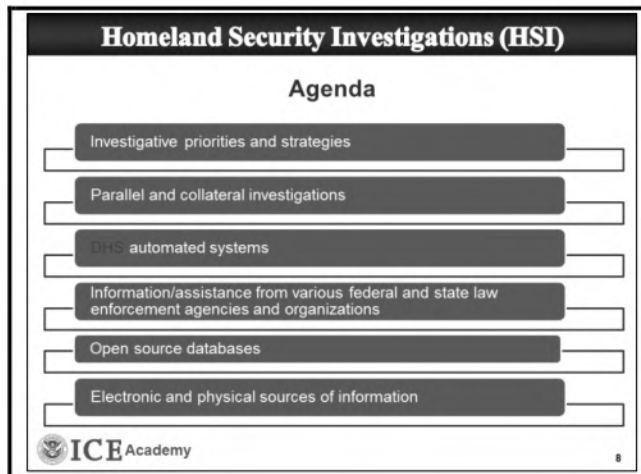 Homeland Security Investigations (HSI)
Agenda
Investigative priorities and strategies
Parallel and collateral investigations
DHS automated systems
Information/assistance from various federal and state law
enforcement agencies and organizations
Open source databases
Electronic and physical sources of information
ICE Academy
8